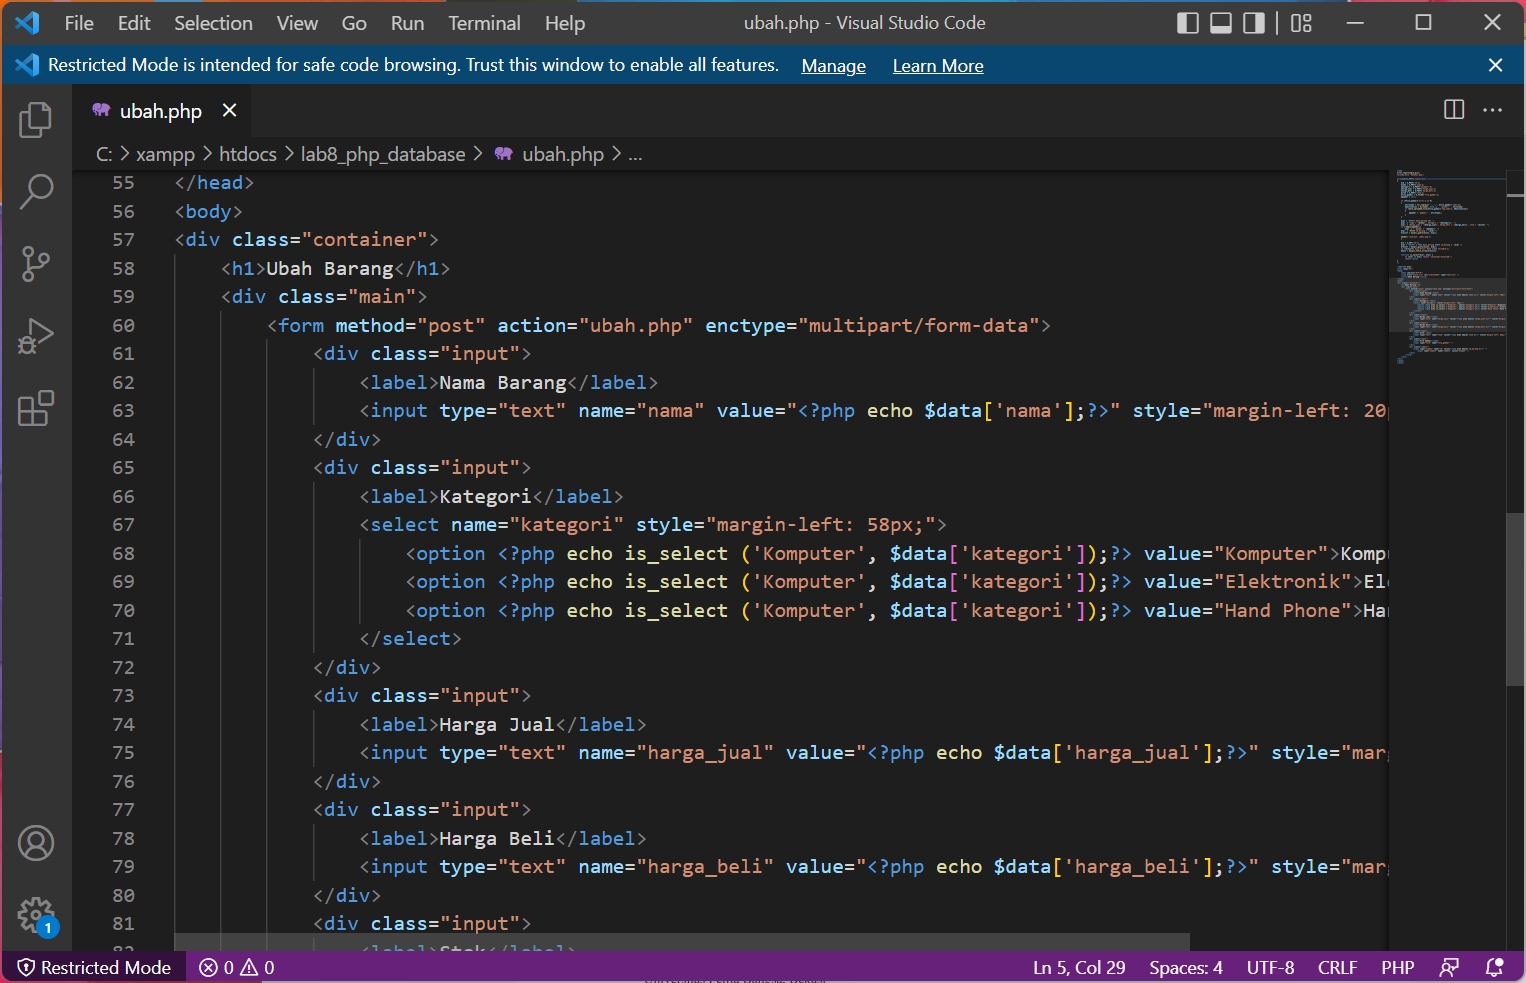 File Edit Selection View Go Run Terminal Help ubah.php - Visual Studio Code
Restricted Mode is intended for safe code browsing. Trust this window to enable all features. Manage Learn More
ubah.php
C: > xampp > htdocs > lab8_php_database > ubah.php > ...
55 </head>
56 <body>
57 <div class="container">
58 <h1>Ubah Barang</h1>
59 <div class="main">
60 <form method="post" action="ubah.php" enctype="multipart/form-data">
61 <div class="input">
62 <label>Nama Barang</label>
63 <input type="text" name="nama" value="<?php echo $data['nama'];?>" style="margin-left: 20
64 </div>
65 <div class="input">
66 <label>Kategori</label>
67 <select name="kategori" style="margin-left: 58px;">
68 <option <?php echo is_select ('Komputer', $data['kategori']);?> value="Komputer">Komp
69 <option <?php echo is_select ('Komputer', $data['kategori']);?> value="Elektronik">El
70 <option <?php echo is_select ('Komputer', $data['kategori']);?> value="Hand Phone">Ha
71 </select>
72 </div>
73 <div class="input">
74 <label>Harga Jual</label>
75 <input type="text" name="harga_jual" value="<?php echo $data['harga_jual'];?>" style="mar
76 </div>
77 <div class="input">
78 <label>Harga Beli</label>
79 <input type="text" name="harga_beli" value="<?php echo $data['harga_beli'];?>" style="mar
80 </div>
81 <div class="input">
82 <label>Stok</label>
1
Restricted Mode 0 0 Ln 5, Col 29 Spaces: 4 UTF-8 CRLF PHP